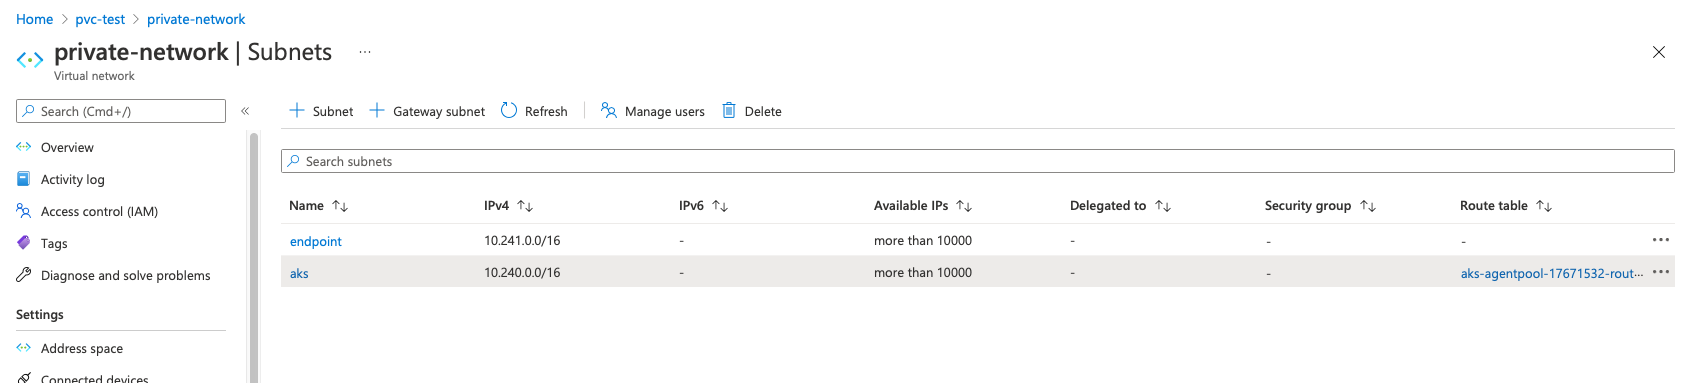 Home > pvc-test > private-network
private-network | Subnets ...
Virtual network
Search (Cmd+/)
«
Subnet Gateway subnet Refresh Manage users Delete
Overview
Activity log
Access control (IAM)
Tags
Diagnose and solve problems
Settings
Address space
Connected devices
Search subnets
Name IPv4 IPv6 Available IPs Delegated to Security group Route table
endpoint 10.241.0.0/16 - more than 10000 - - - ...
aks 10.240.0.0/16 - more than 10000 - - aks-agentpool-17671532-rout... ...